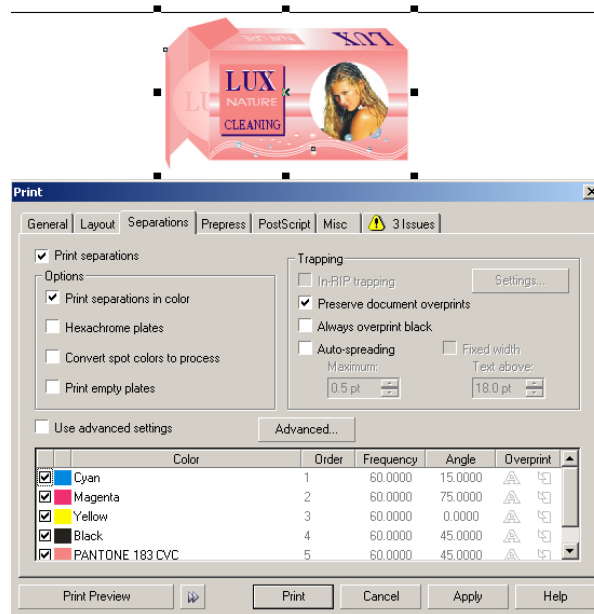 LUX
RETURN
LUX
LU
LUX
NATURE
CLEANING
Print
General Layout Separations Prepress PostScript Misc 3 Issues
Print separations
Options
Print separations in color
Hexachrome plates
Convert spot colors to process
Print empty plates
Trapping
In-RIP trapping Settings...
Preserve document overprints
Always overprint black
Auto-spreading Fixed width
Maximum: Text above:
0.5 pt 18.0 pt
Use advanced settings Advanced...
Color Order Frequency Angle Overprint
Cyan 1 60.0000 15.0000
Magenta 2 60.0000 75.0000
Yellow 3 60.0000 0.0000
Black 4 60.0000 45.0000
PANTONE 183 CVC 5 60.0000 45.0000
Print Preview Print Cancel Apply Help